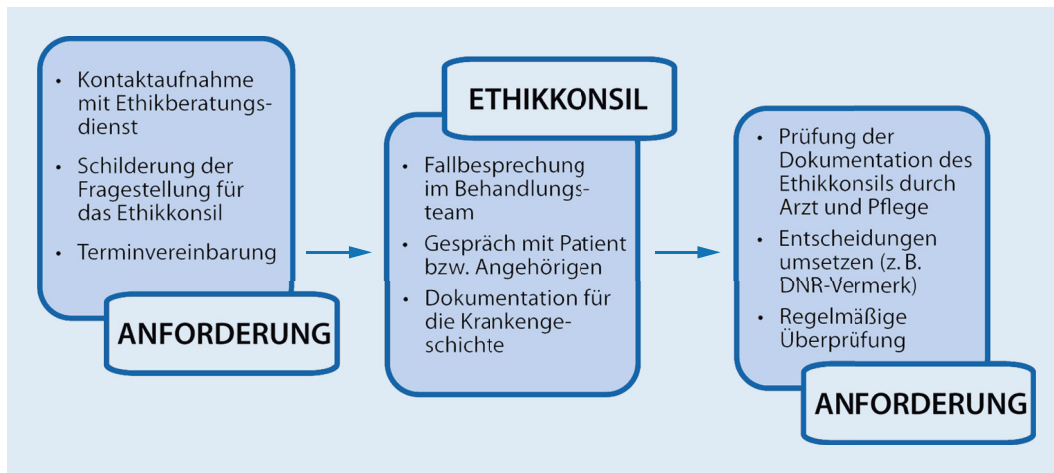 • Kontaktaufnahme
mit Ethikberatungs-
dienst
• Schilderung der
Fragestellung für
das Ethikkonsil
• Terminvereinbarung
ANFORDERUNG
ETHIKKONSIL
• Fallbesprechung
im Behandlungs-
team
• Gespräch mit Patient
bzw. Angehörigen
• Dokumentation für
die Krankenge-
schichte
• Prüfung der
Dokumentation des
Ethikkonsils durch
Arzt und Pflege
• Entscheidungen
umsetzen (z. B.
DNR-Vermerk)
• Regelmäßige
Überprüfung
ANFORDERUNG